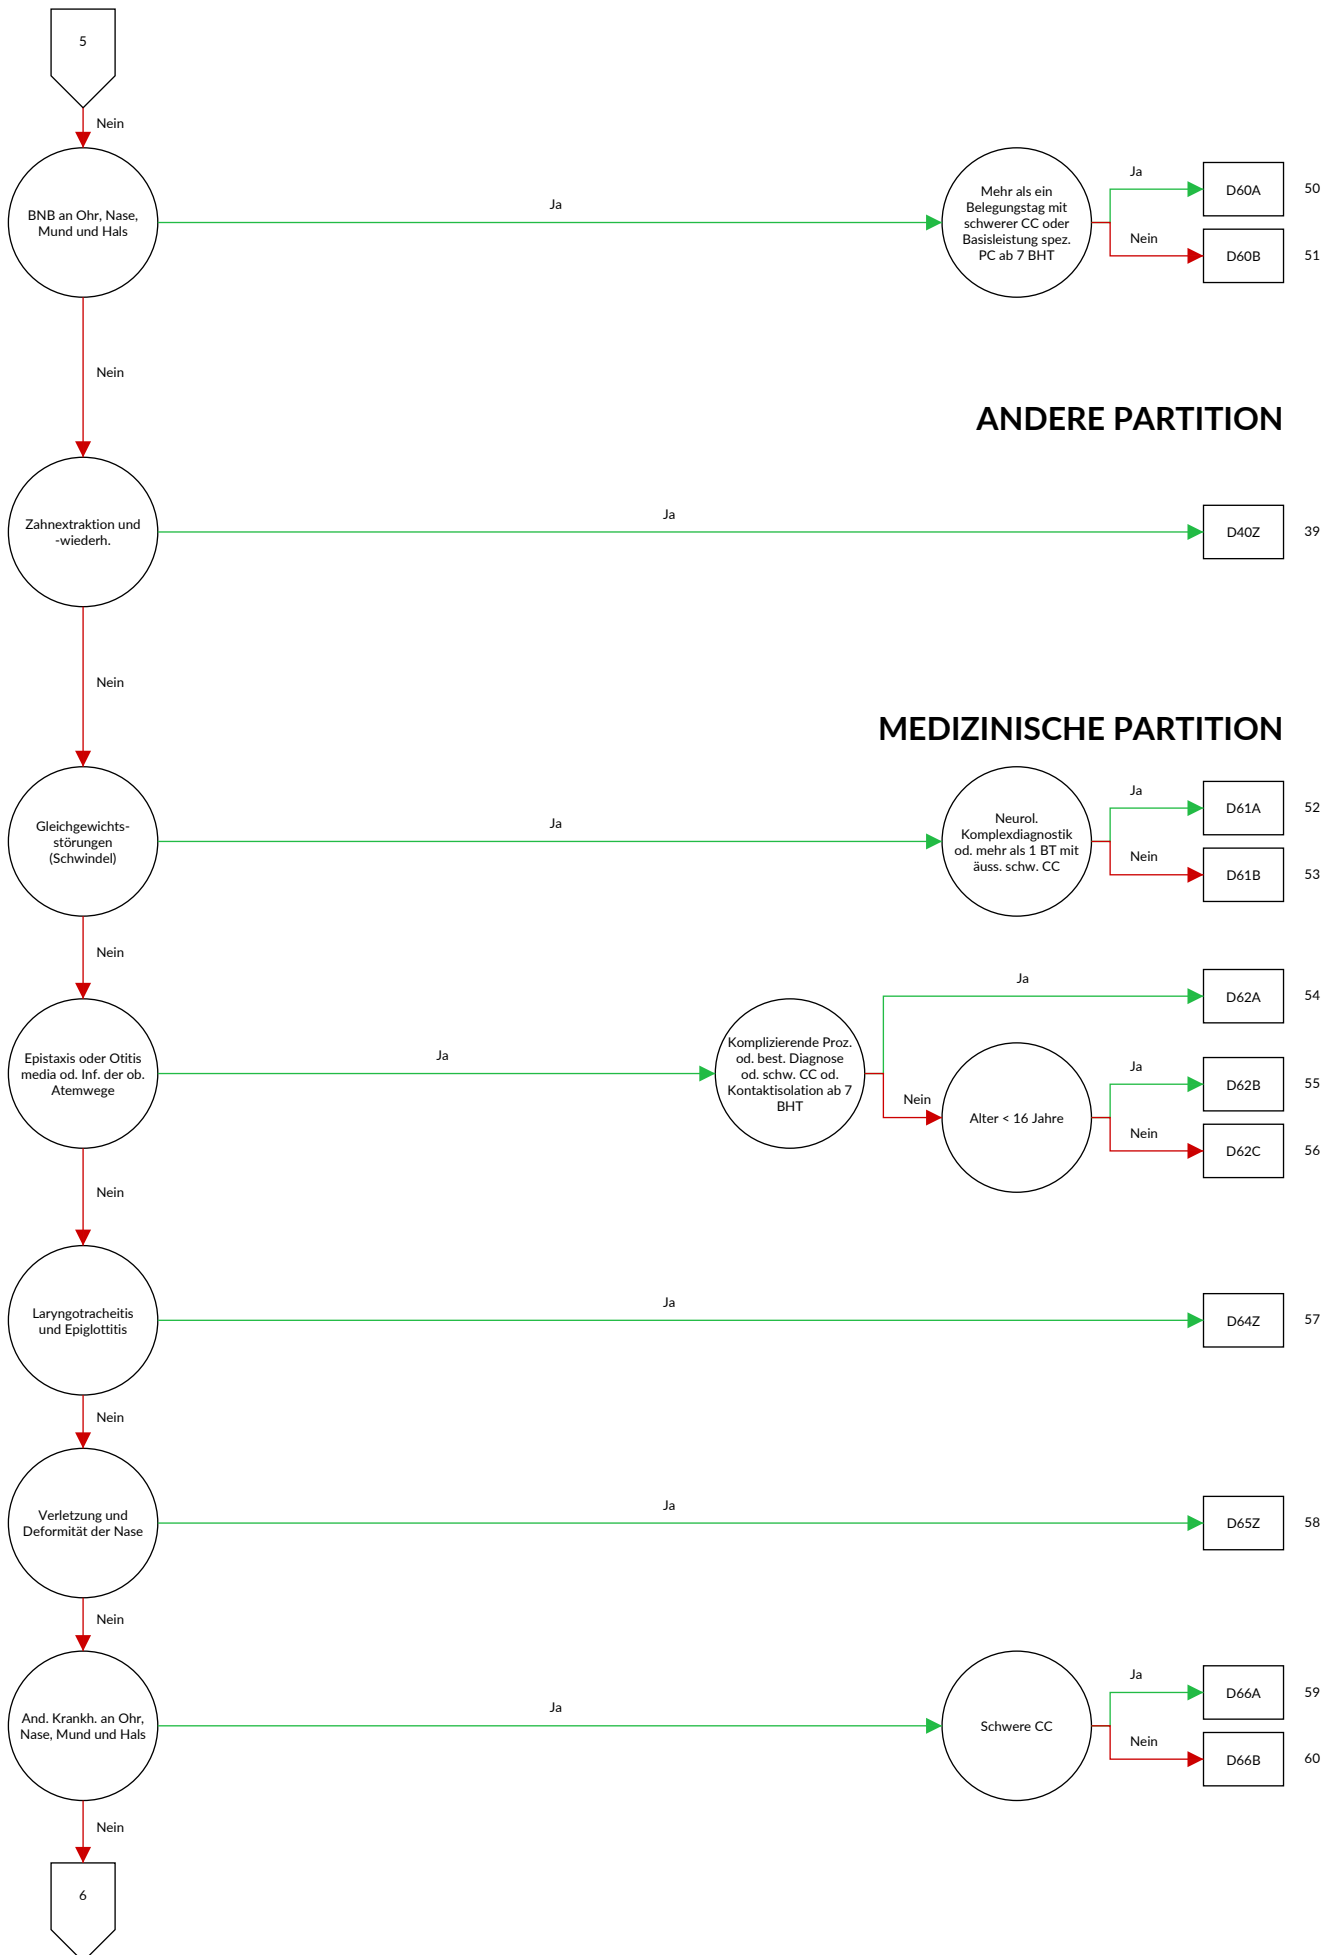 5
Nein
BNB an Ohr, Nase,
Mund und Hals
Ja
Mehr als ein
Belegungstag mit
schwerer CC oder
Basisleistung spez.
PC ab 7 BHT
Ja
D60A
50
Nein
D60B
51
Nein
ANDERE PARTITION
Zahnextraktion und
-wiederh.
Ja
D40Z
39
Nein
MEDIZINISCHE PARTITION
Gleichgewichts-
störungen
(Schwindel)
Ja
Neurol.
Komplexdiagnostik
od. mehr als 1 BT mit
äuss. schw. CC
Ja
D61A
52
Nein
D61B
53
Nein
Epistaxis oder Otitis
media od. Inf. der ob.
Atemwege
Ja
Komplizierende Proz.
od. best. Diagnose
od. schw. CC od.
Kontaktisolation ab 7
BHT
Ja
D62A
54
Nein
Alter < 16 Jahre
Ja
D62B
55
Nein
D62C
56
Nein
Laryngotracheitis
und Epiglottitis
Ja
D64Z
57
Nein
Verletzung und
Deformität der Nase
Ja
D65Z
58
Nein
And. Krankh. an Ohr,
Nase, Mund und Hals
Ja
Schwere CC
Ja
D66A
59
Nein
D66B
60
Nein
6